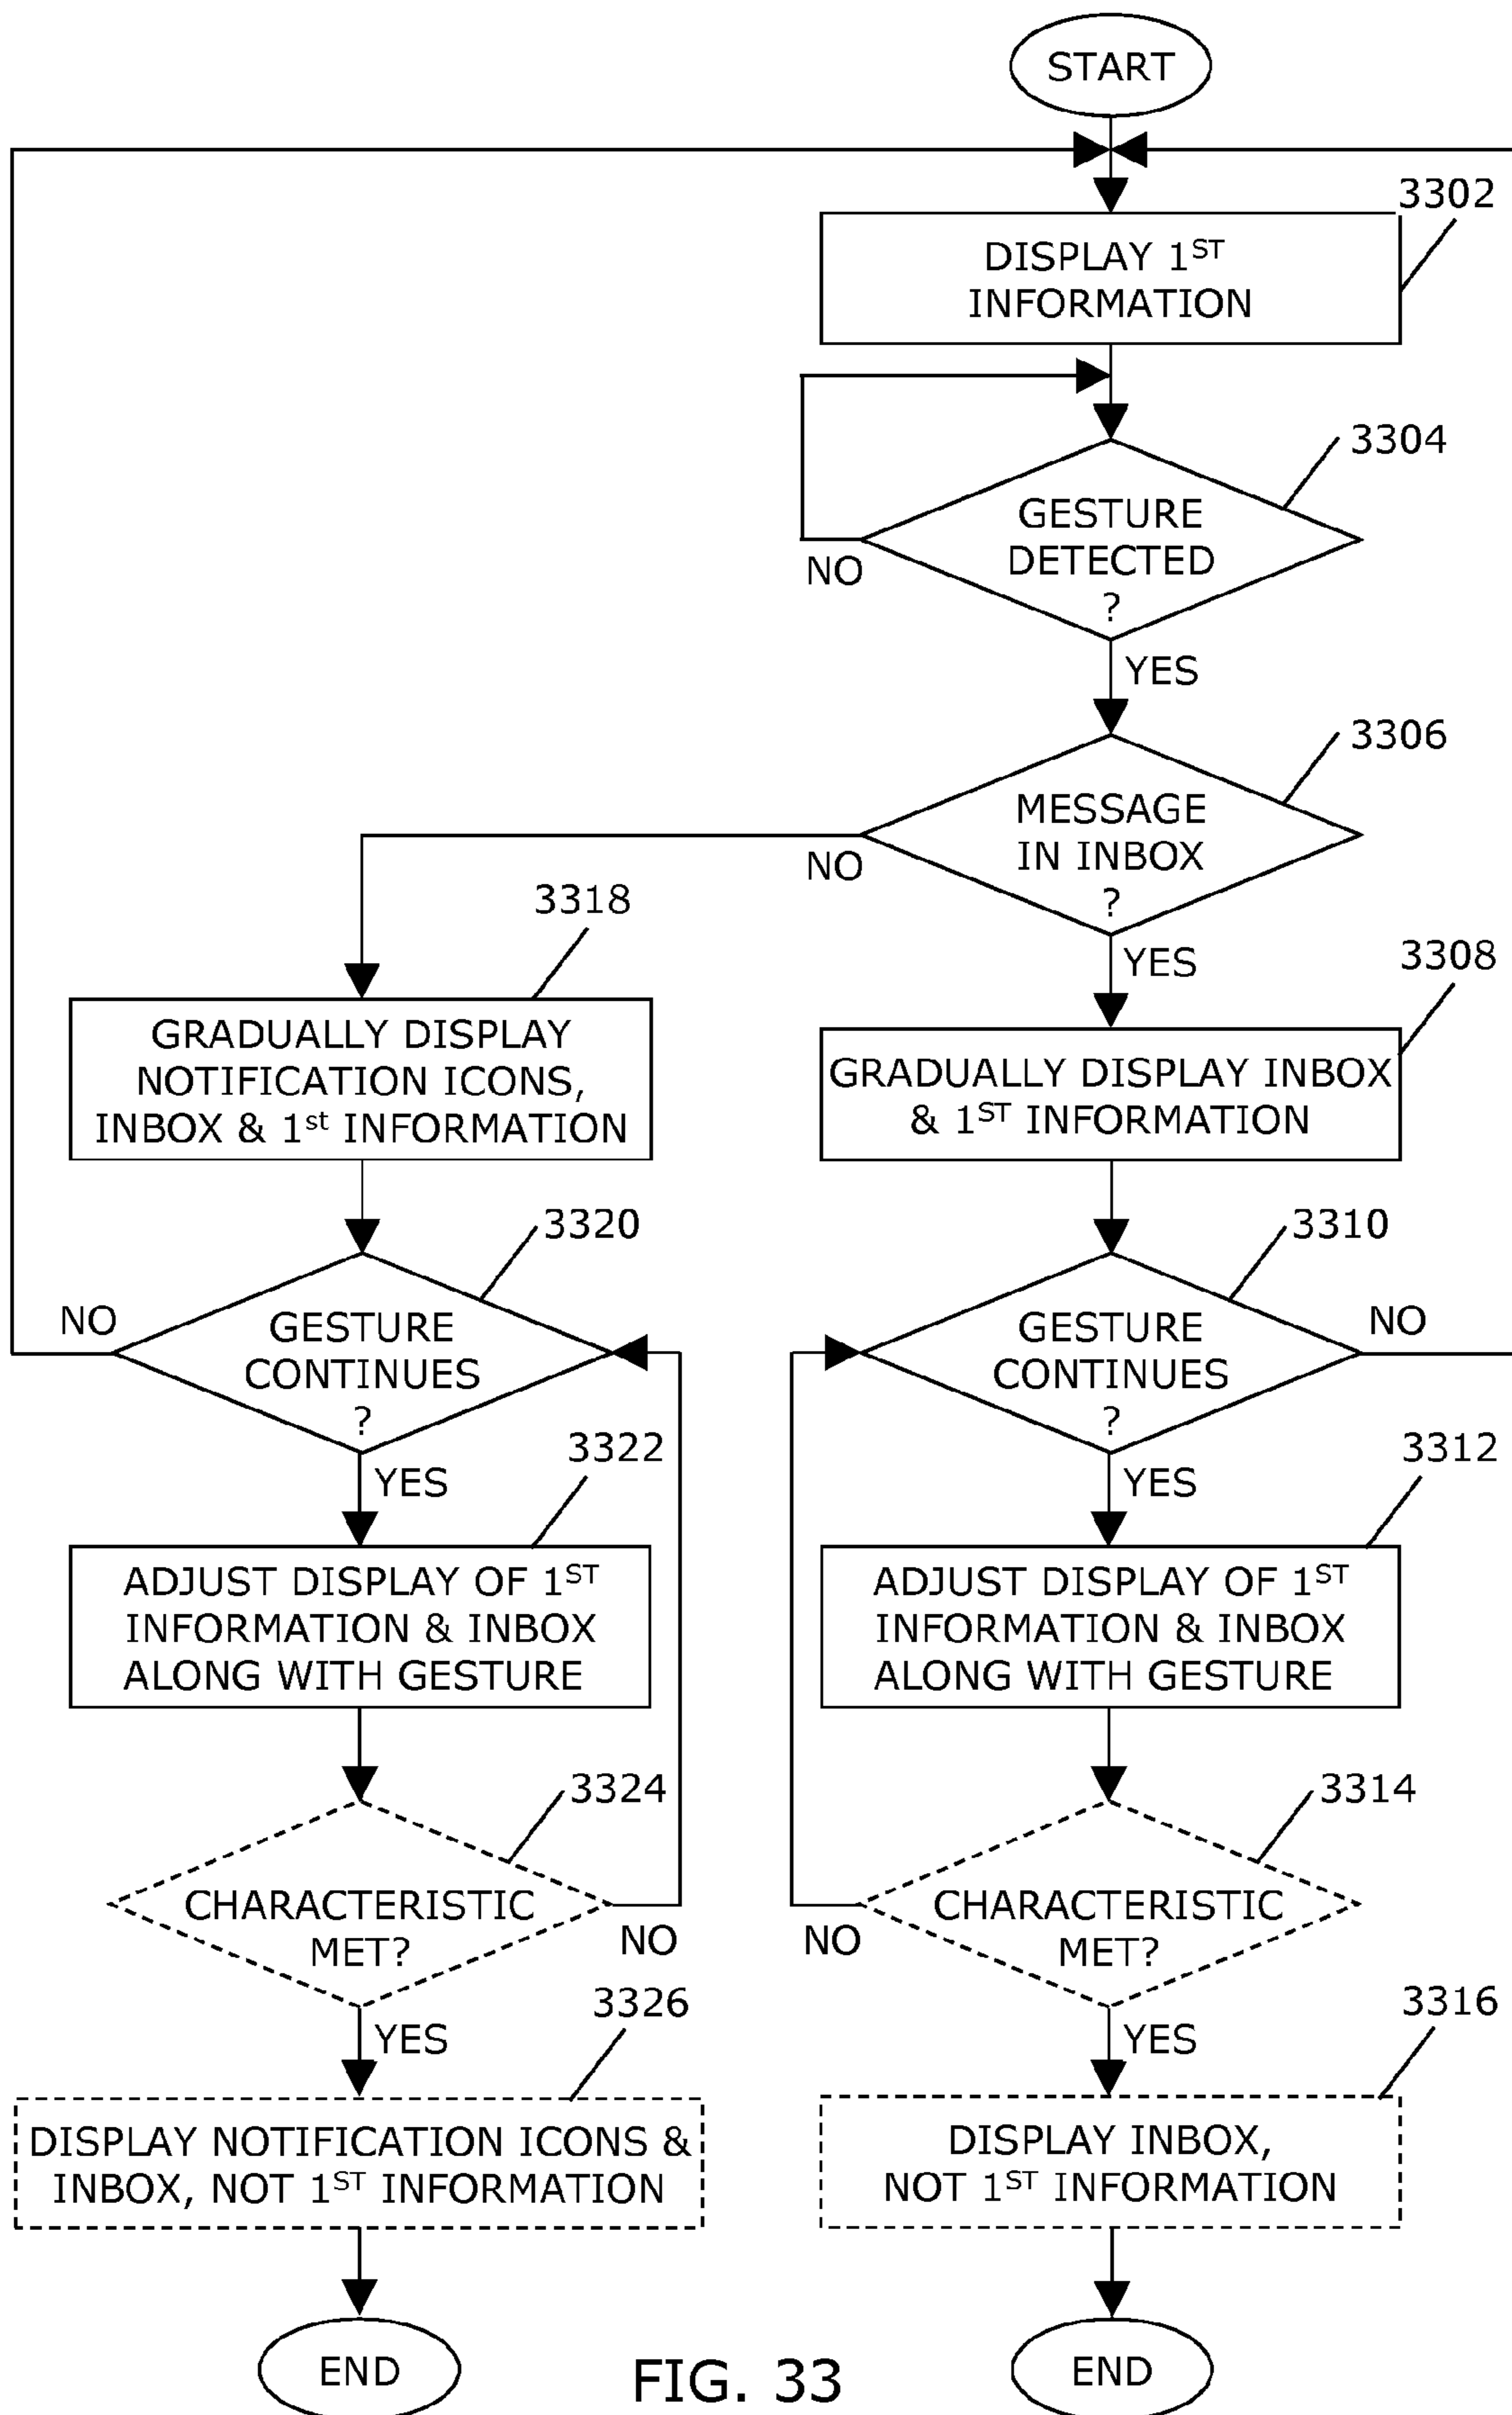 START
3302
DISPLAY 1ST
INFORMATION
3304
GESTURE
DETECTED
?
NO
YES
3306
MESSAGE
IN INBOX
?
NO
YES
3318
3308
GRADUALLY DISPLAY
NOTIFICATION ICONS,
INBOX & 1st INFORMATION
GRADUALLY DISPLAY INBOX
& 1ST INFORMATION
3320
3310
NO
GESTURE
CONTINUES
?
GESTURE
CONTINUES
?
NO
3322
3312
YES
YES
ADJUST DISPLAY OF 1ST
INFORMATION & INBOX
ALONG WITH GESTURE
ADJUST DISPLAY OF 1ST
INFORMATION & INBOX
ALONG WITH GESTURE
3324
3314
CHARACTERISTIC
MET?
NO
CHARACTERISTIC
MET?
NO
3326
3316
YES
YES
DISPLAY NOTIFICATION ICONS &
INBOX, NOT 1ST INFORMATION
DISPLAY INBOX,
NOT 1ST INFORMATION
END
FIG. 33
END